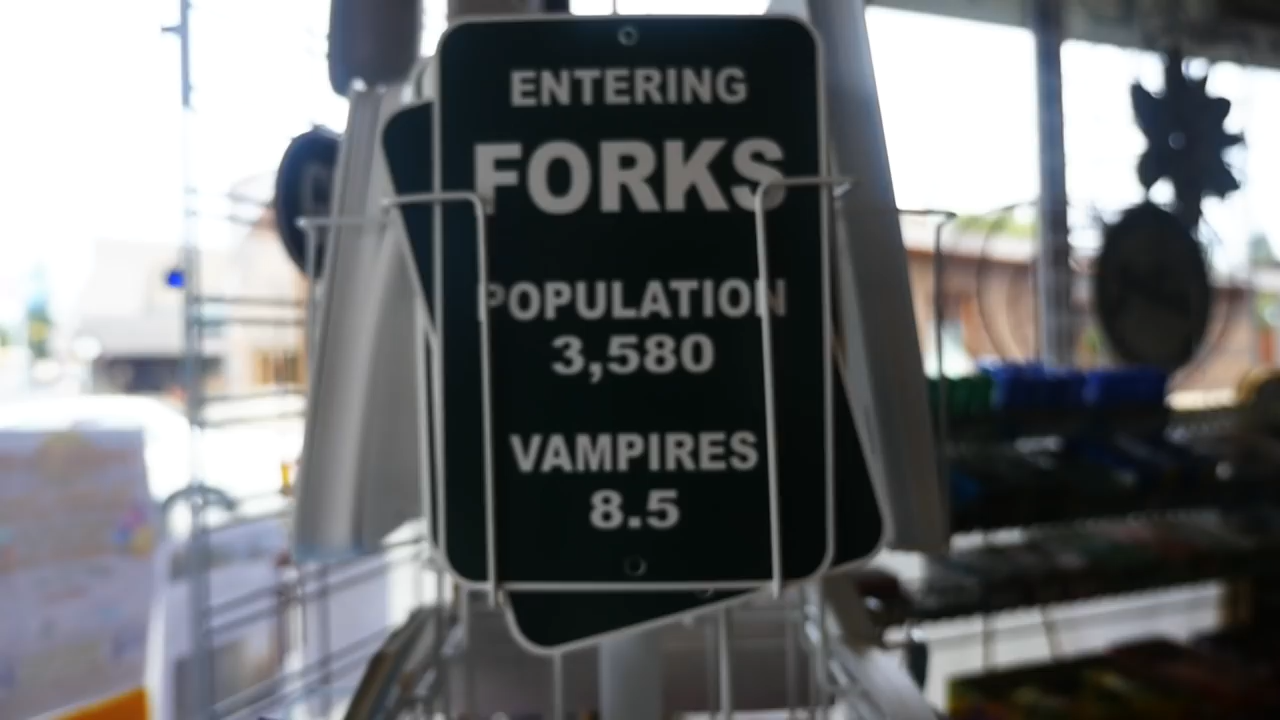 ENTERING
FORKS
POPULATION
3,580
VAMPIRES
8.5